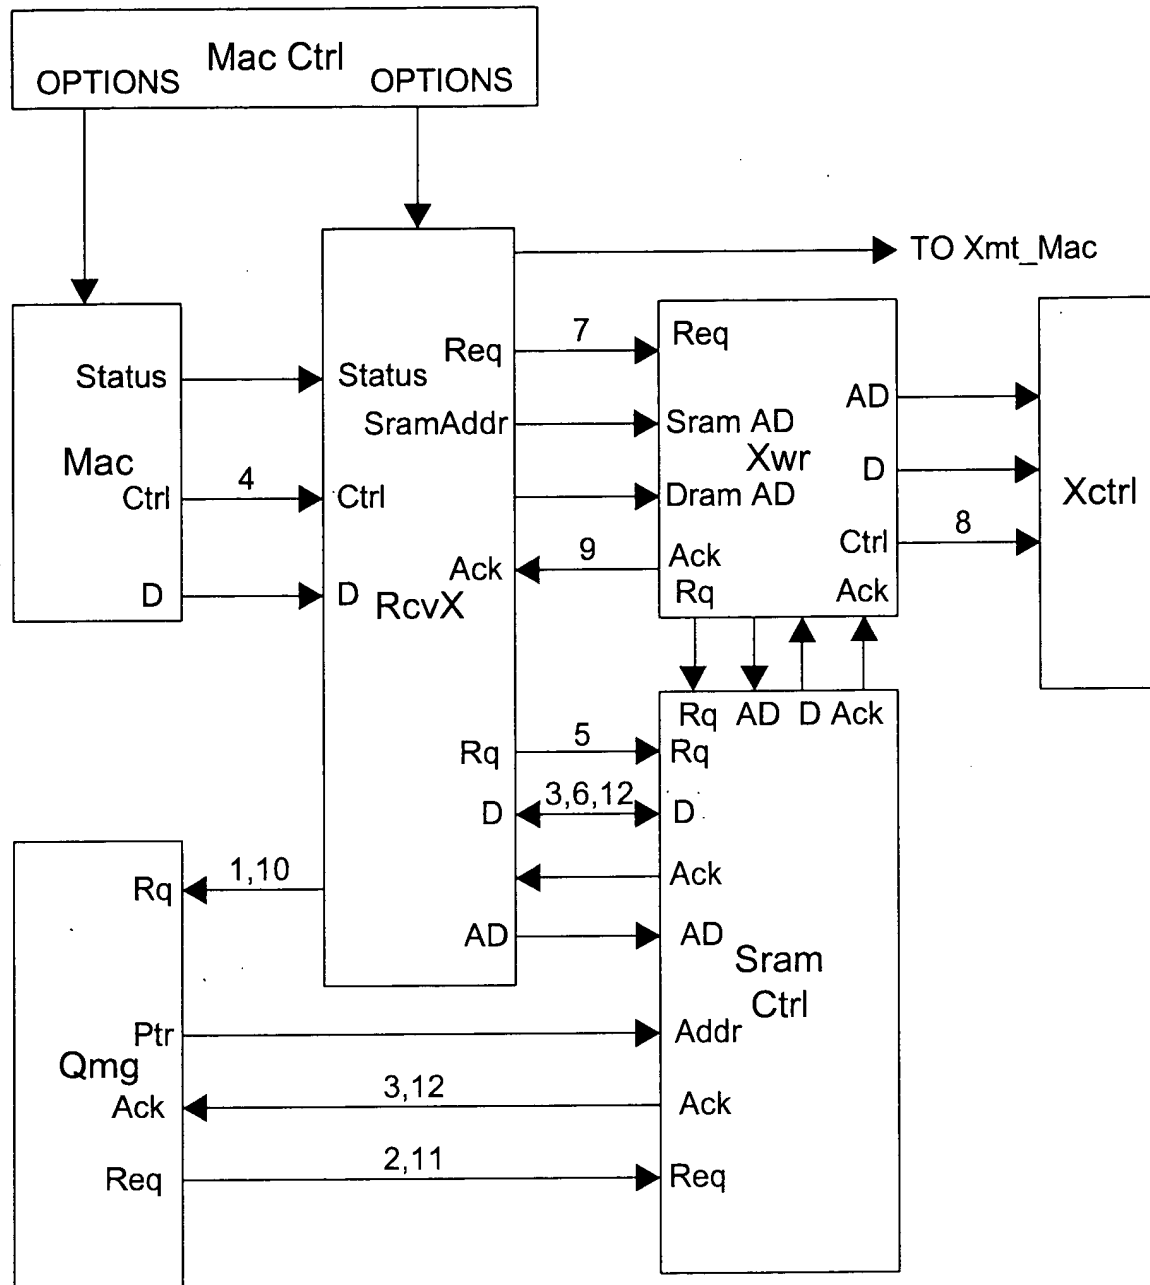 Mac Ctrl
OPTIONS
OPTIONS
TO Xmt_Mac
Status
Mac
Ctrl
D
4
Status
Ctrl
D
RcvX
Req
SramAddr
Ack
7
9
Req
Sram AD
Xwr
Dram AD
Ack
Rq
AD
D
Ctrl
Ack
8
Xctrl
Rq
D
AD
5
3,6,12
Rq AD D Ack
Rq
D
Ack
AD
Sram
Ctrl
Addr
Ack
Req
1,10
Rq
Ptr
Qmg
Ack
Req
3,12
2,11